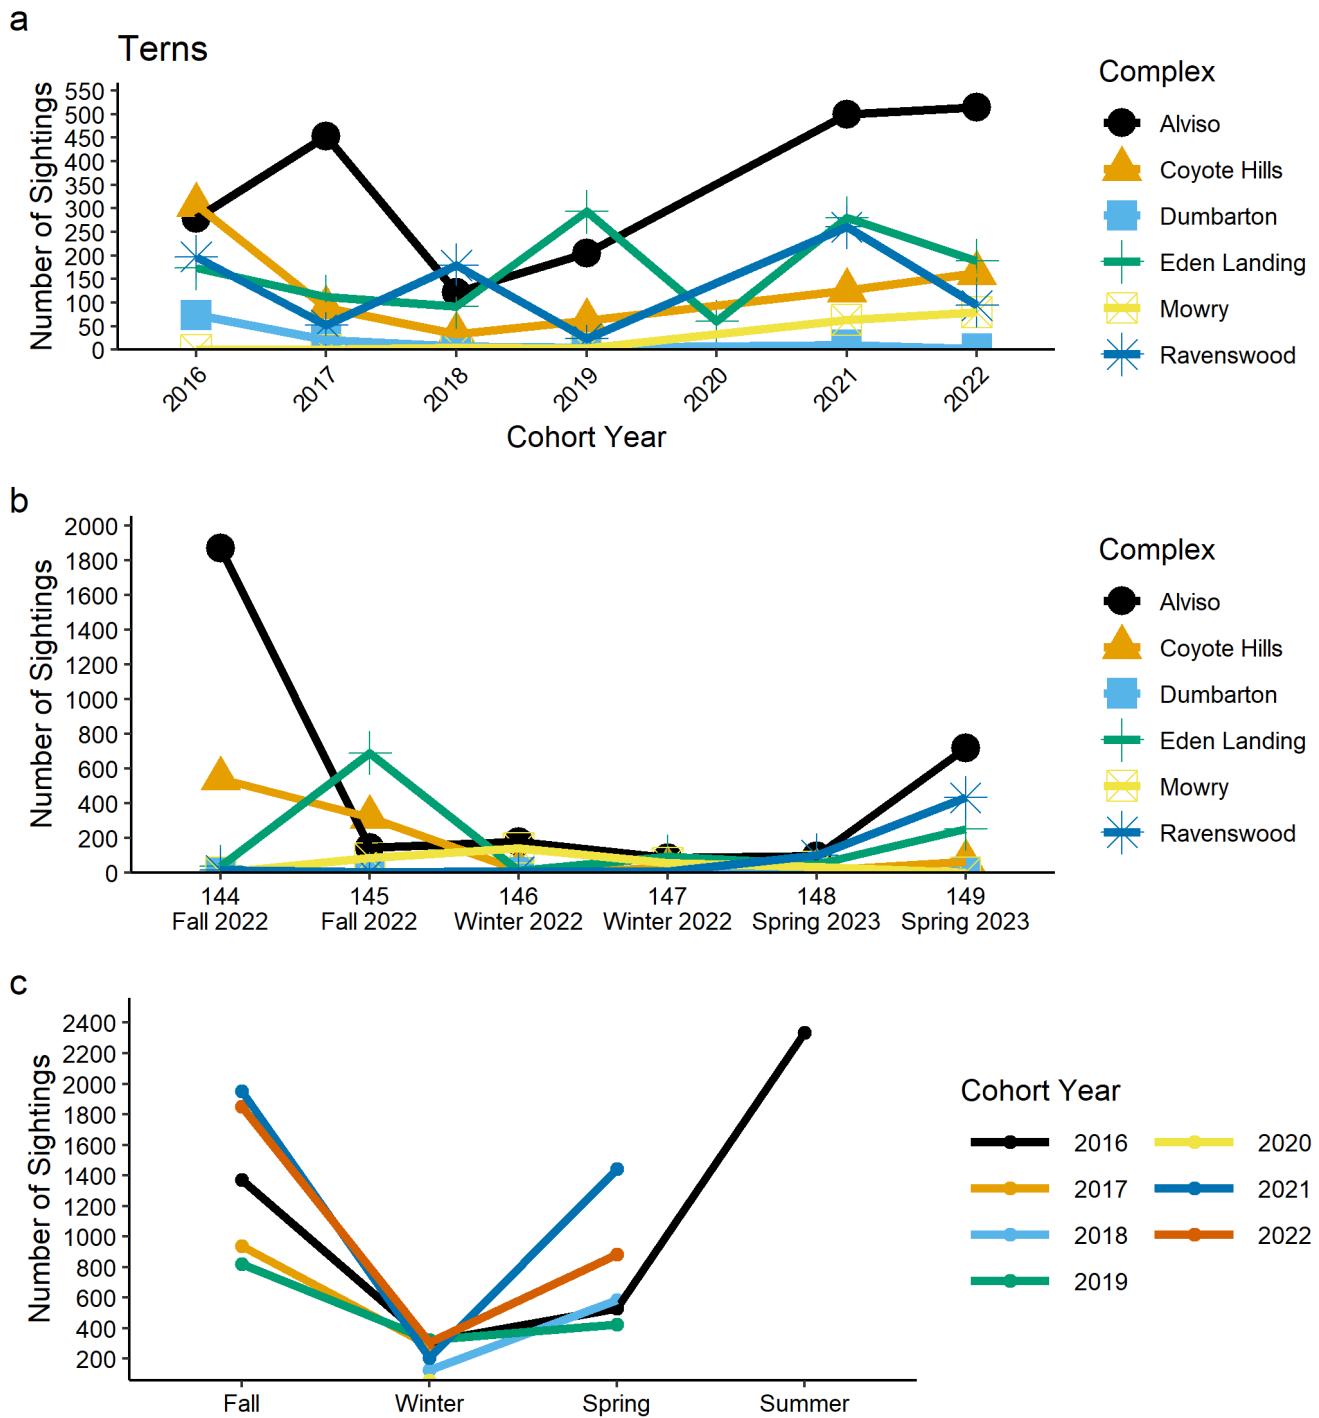 a
Terns
Number of Sightings
550
500
450
400
350
300
250
200
150
100
50
0
2016
2017
2018
2019
2020
2021
2022
Cohort Year
Complex
Alviso
Coyote Hills
Dumbarton
Eden Landing
Mowry
Ravenswood
b
Number of Sightings
2000
1800
1600
1400
1200
1000
800
600
400
200
0
144
Fall 2022
145
Fall 2022
146
Winter 2022
147
Winter 2022
148
Spring 2023
149
Spring 2023
Complex
Alviso
Coyote Hills
Dumbarton
Eden Landing
Mowry
Ravenswood
c
Number of Sightings
2400
2200
2000
1800
1600
1400
1200
1000
800
600
400
200
Fall
Winter
Spring
Summer
Cohort Year
2016
2017
2018
2019
2020
2021
2022